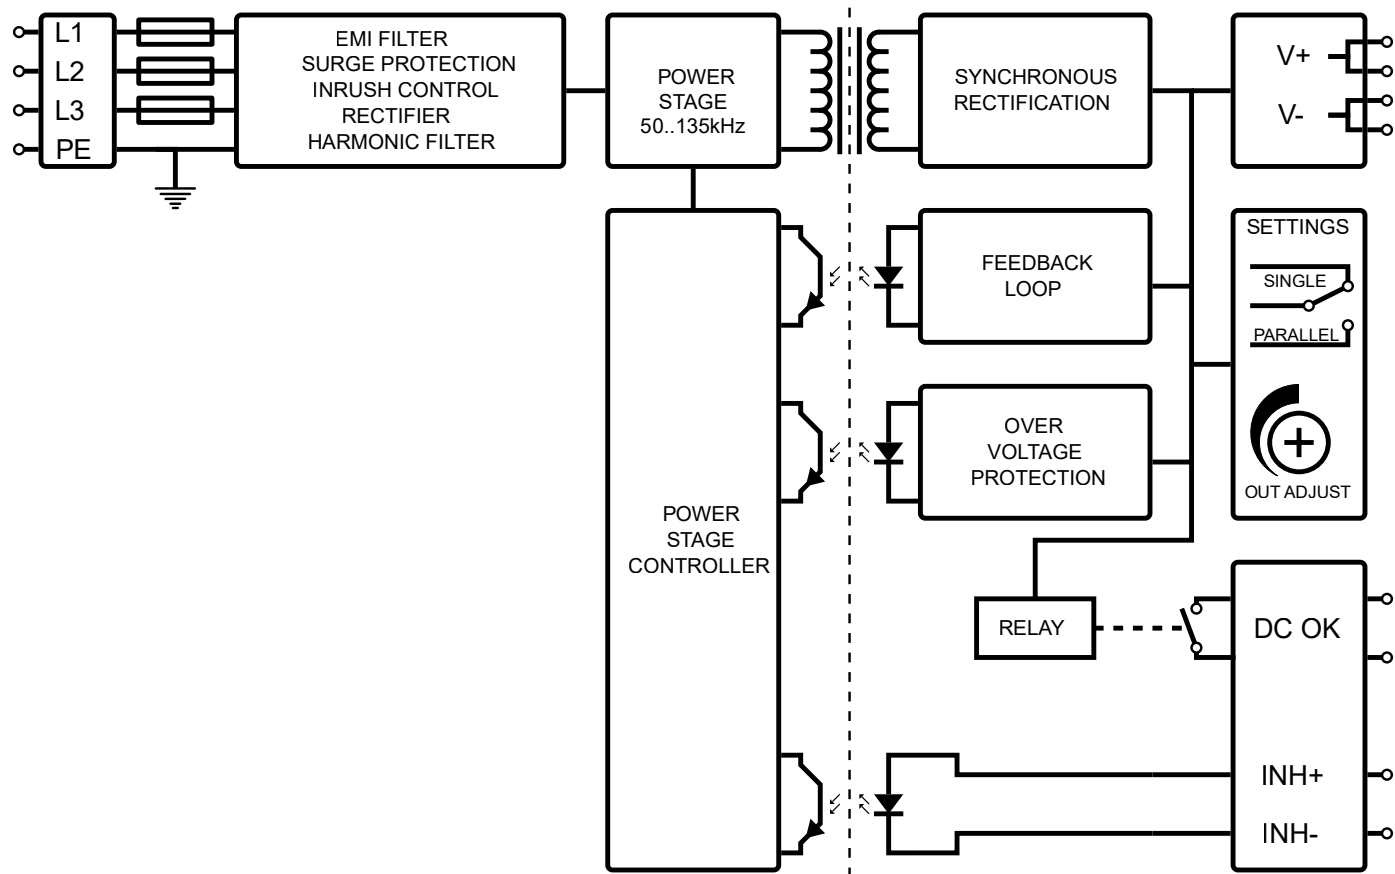 L1
L2
L3
PE
EMI FILTER
SURGE PROTECTION
INRUSH CONTROL
RECTIFIER
HARMONIC FILTER
POWER
STAGE
50..135kHz
SYNCHRONOUS
RECTIFICATION
V+
V-
FEEDBACK
LOOP
SETTINGS
SINGLE
PARALLEL
OUT ADJUST
OVER
VOLTAGE
PROTECTION
POWER
STAGE
CONTROLLER
RELAY
DC OK
INH+
INH-